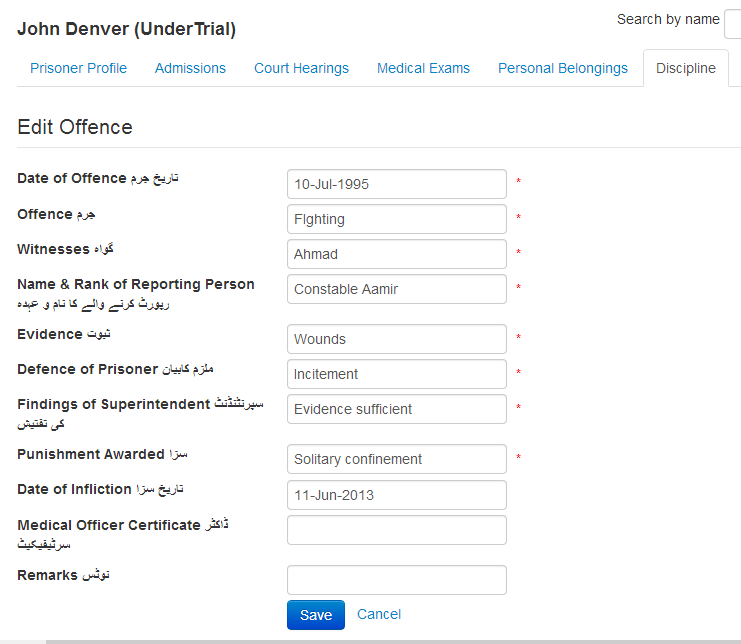 John Denver (UnderTrial)
Search by name
Prisoner Profile Admissions Court Hearings Medical Exams Personal Belongings Discipline
Edit Offence
Date of Offence تاریخ جرم
10-Jul-1995 *
Offence جرم
FIghting *
Witnesses گواہ
Ahmad *
Name & Rank of Reporting Person
رپورٹ کرنے والے کا نام و عہدہ
Constable Aamir *
Evidence ثبوت
Wounds *
Defence of Prisoner ملزم کابیان
Incitement *
Findings of Superintendent سپرنٹنڈنٹ
کی تفتیش
Evidence sufficient *
Punishment Awarded سزا
Solitary confinement *
Date of Infliction تاریخ سزا
11-Jun-2013
Medical Officer Certificate ڈاکٹر
سرٹیفیکیٹ
Remarks نوٹس
Save Cancel